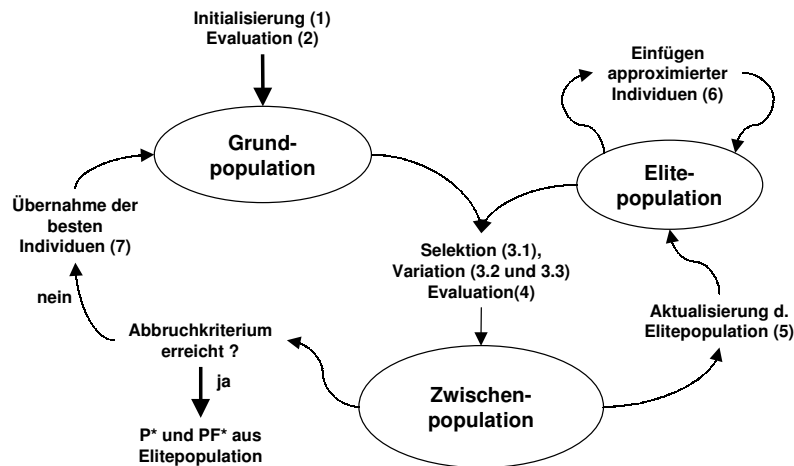 Initialisierung (1)
Evaluation (2)
Einfügen
approximierter
Individuen (6)
Grund-
population
Elite-
population
Übernahme der
besten
Individuen (7)
Selektion (3.1),
Variation (3.2 und 3.3)
Evaluation(4)
nein
Aktualisierung d.
Elitepopulation (5)
Abbruchkriterium
erreicht ?
ja
Zwischen-
population
P* und PF* aus
Elitepopulation